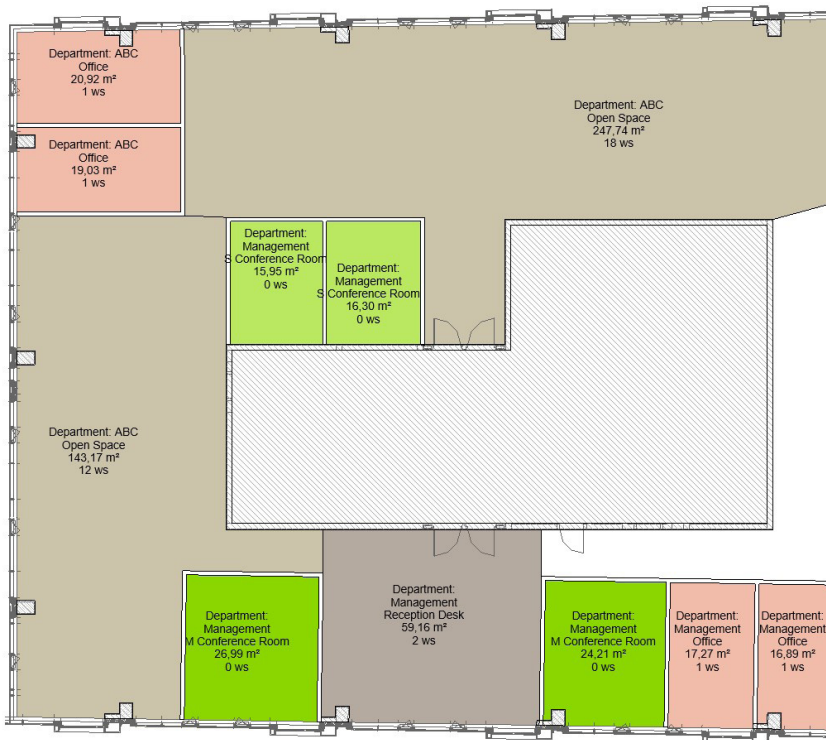 Department: ABC
Office
20,92 m²
1 ws
Department: ABC
Open Space
247,74 m²
18 ws
Department: ABC
Office
19,03 m²
1 ws
Department:
Management
S Conference Room
15,95 m²
0 ws
Department:
Management
S Conference Room
16,30 m²
0 ws
Department: ABC
Open Space
143,17 m²
12 ws
Department:
Management
Reception Desk
59,16 m²
2 ws
Department:
Management
M Conference Room
26,99 m²
0 ws
Department:
Management
M Conference Room
24,21 m²
0 ws
Department:
Management
Office
17,27 m²
1 ws
Department:
Management
Office
16,89 m²
1 ws